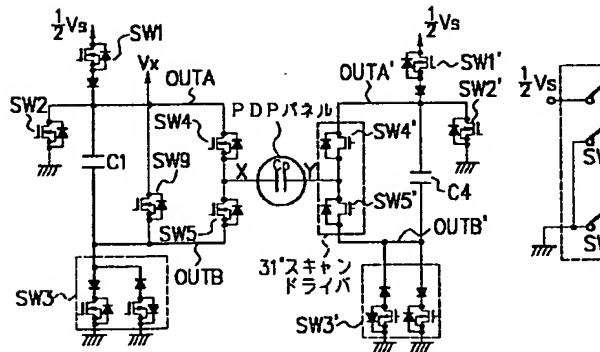 ½Vs
SW1
Vx
OUTA
SW2
SW4
C1
SW9
X
SW5
OUTB
SW3
PDPパネル
Cp
Y
½Vs
SW1'
OUTA'
SW2'
SW4'
SW5'
C4
OUTB'
31'スキャン
ドライバ
SW3'
½Vs
SW
SW